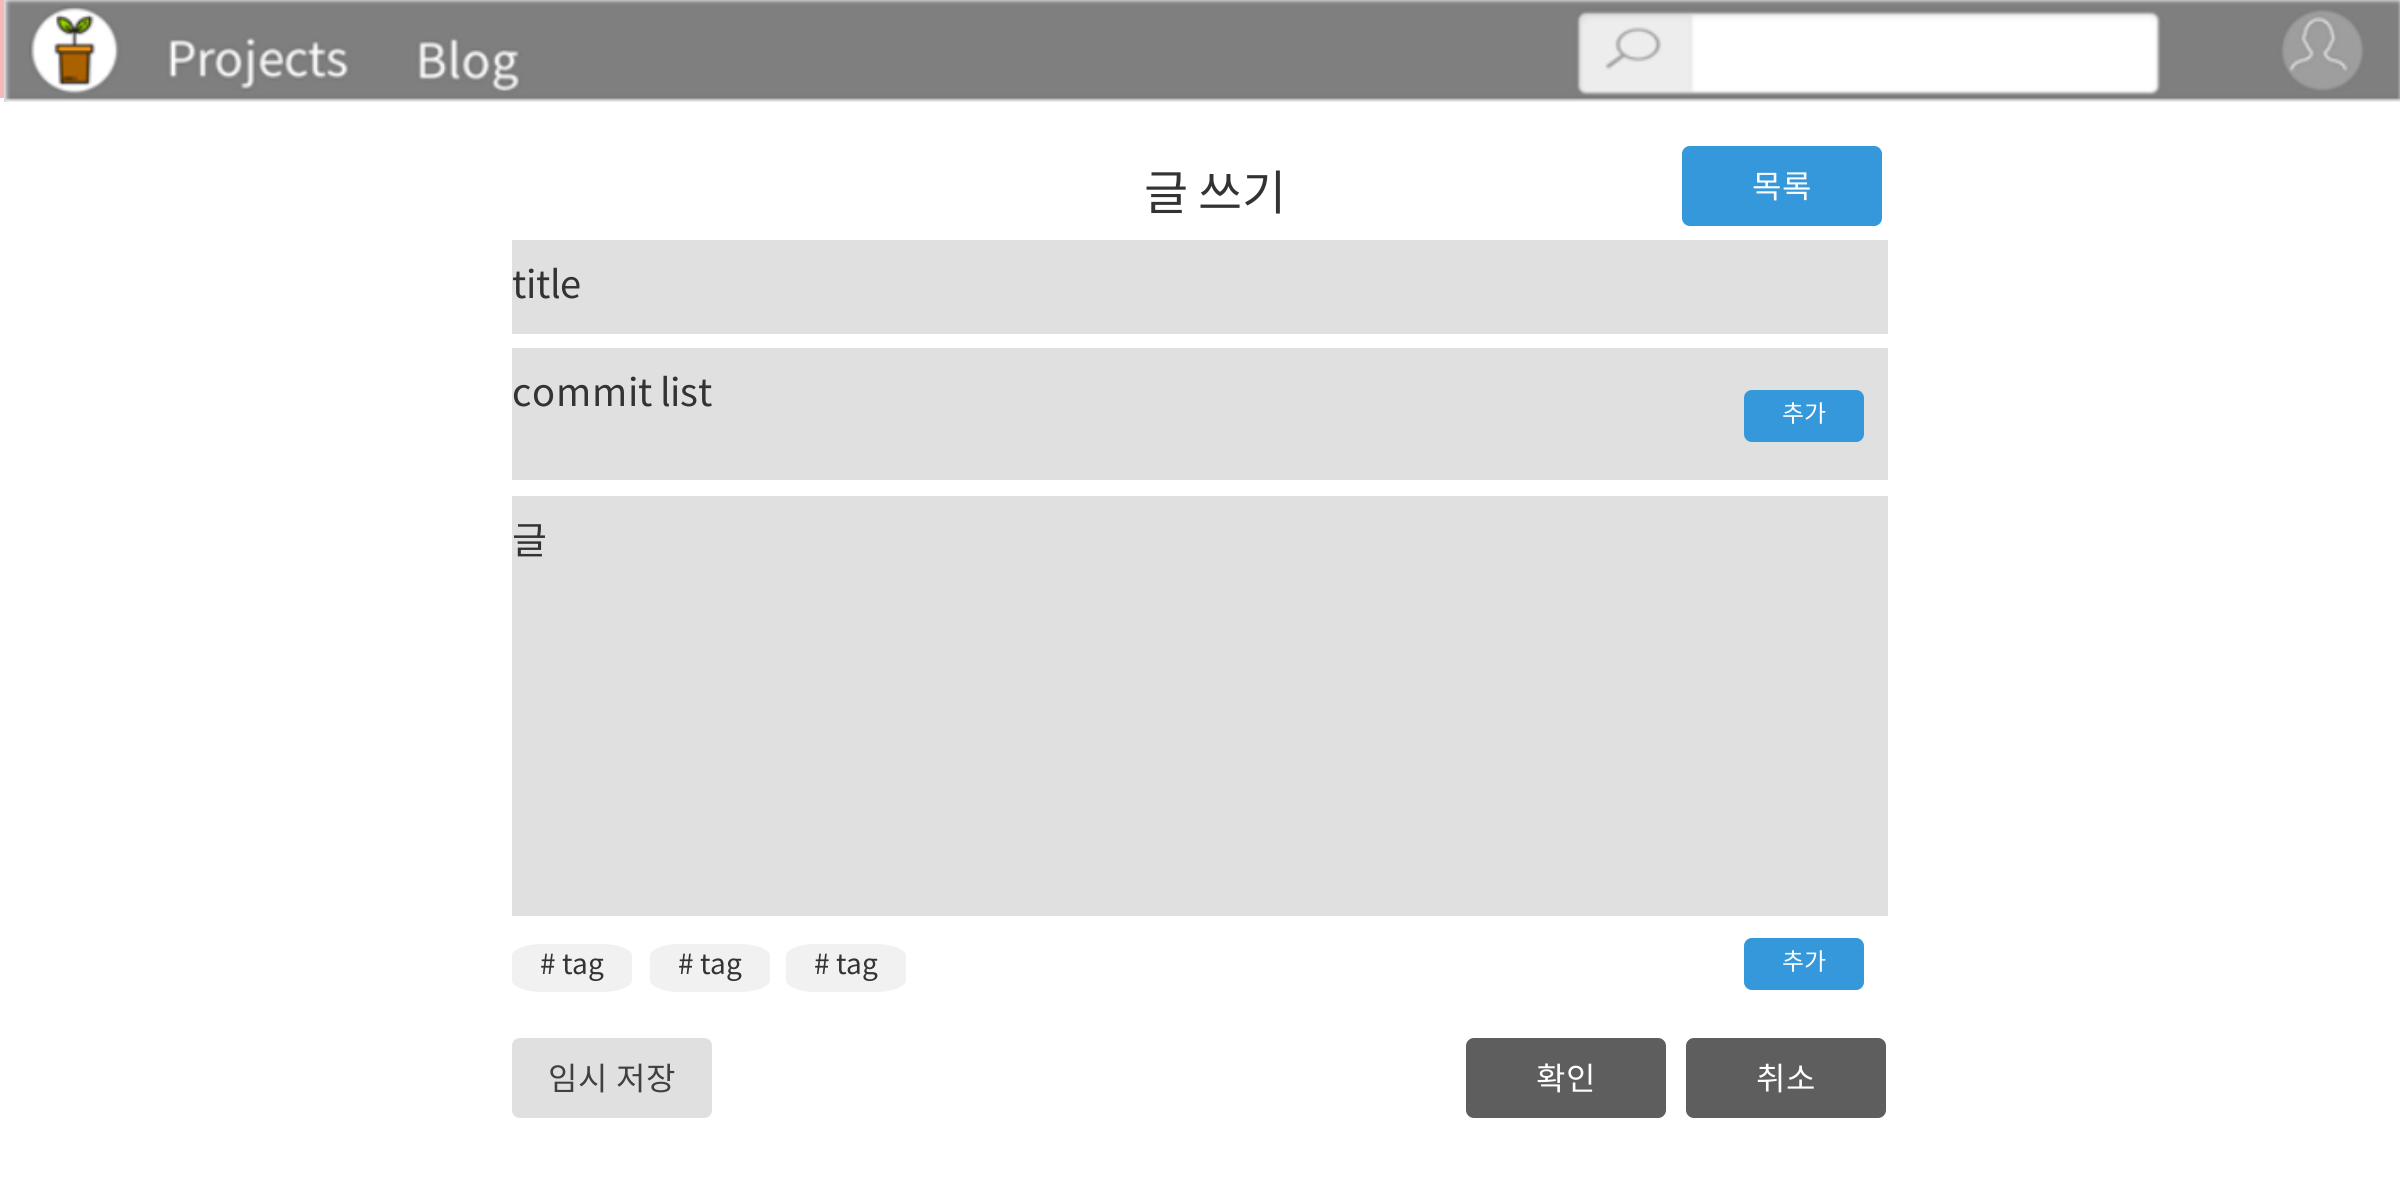 Projects Blog
글 쓰기
목록
title
commit list
추가
글
# tag # tag # tag
추가
임시 저장
확인
취소